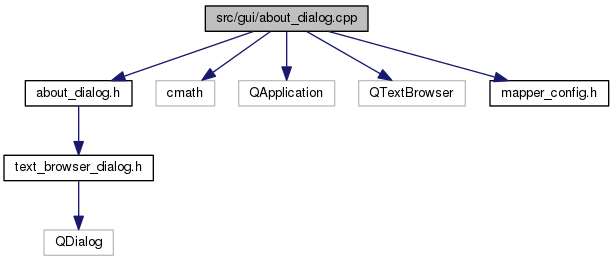 src/gui/about_dialog.cpp
about_dialog.h
cmath
QApplication
QTextBrowser
mapper_config.h
text_browser_dialog.h
QDialog